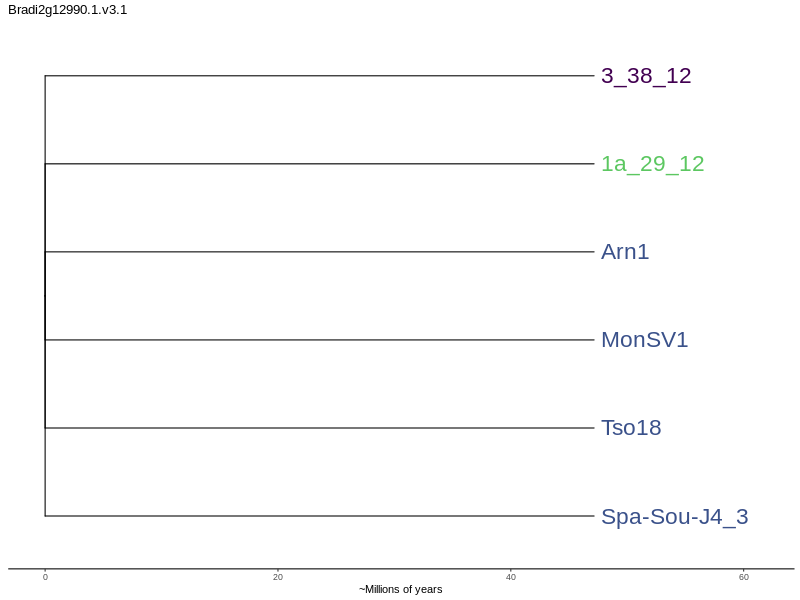 Bradi2g12990.1.v3.1
3_38_12
1a_29_12
Arn1
MonSV1
Tso18
Spa-Sou-J4_3
0 20 40 60
~Millions of years